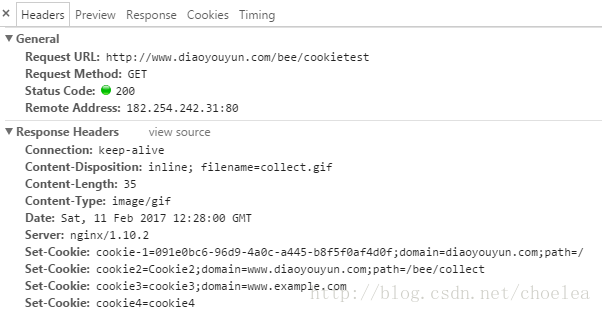 × Headers Preview Response Cookies Timing
▼ General
Request URL: http://www.diaoyouyun.com/bee/cookietest
Request Method: GET
Status Code: 200
Remote Address: 182.254.242.31:80
▼ Response Headers view source
Connection: keep-alive
Content-Disposition: inline; filename=collect.gif
Content-Length: 35
Content-Type: image/gif
Date: Sat, 11 Feb 2017 12:28:00 GMT
Server: nginx/1.10.2
Set-Cookie: cookie-1=091e0bc6-96d9-4a0c-a445-b8f5f0af4d0f;domain=diaoyouyun.com;path=/
Set-Cookie: cookie2=Cookie2;domain=www.diaoyouyun.com;path=/bee/collect
Set-Cookie: cookie3=cookie3;domain=www.example.com
Set-Cookie: cookie4=cookie4
http://blog.csdn.net/choelea